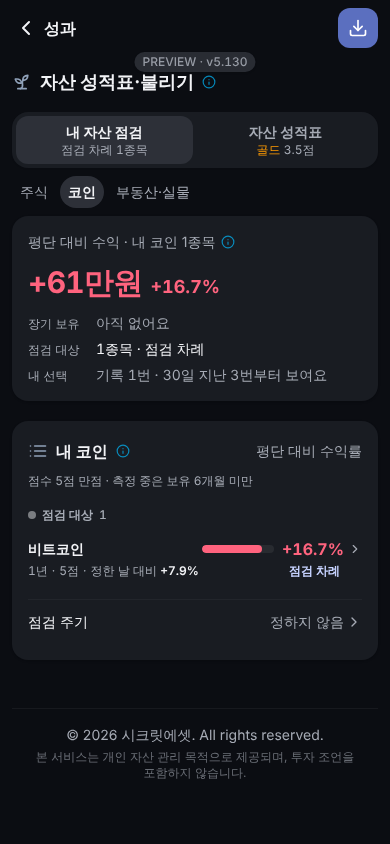 성과
PREVIEW · v5.130
자산 성적표·불리기
내 자산 점검
점검 차례 1종목
자산 성적표
골드 3.5점
주식 코인 부동산·실물
평단 대비 수익 · 내 코인 1종목
+61만원 +16.7%
장기 보유 아직 없어요
점검 대상 1종목 · 점검 차례
내 선택 기록 1번 · 30일 지난 3번부터 보여요
내 코인 평단 대비 수익률
점수 5점 만점 · 측정 중은 보유 6개월 미만
점검 대상 1
비트코인 +16.7%
1년 · 5점 · 정한 날 대비 +7.9% 점검 차례
점검 주기 정하지 않음
© 2026 시크릿에셋. All rights reserved.
본 서비스는 개인 자산 관리 목적으로 제공되며, 투자 조언을
포함하지 않습니다.